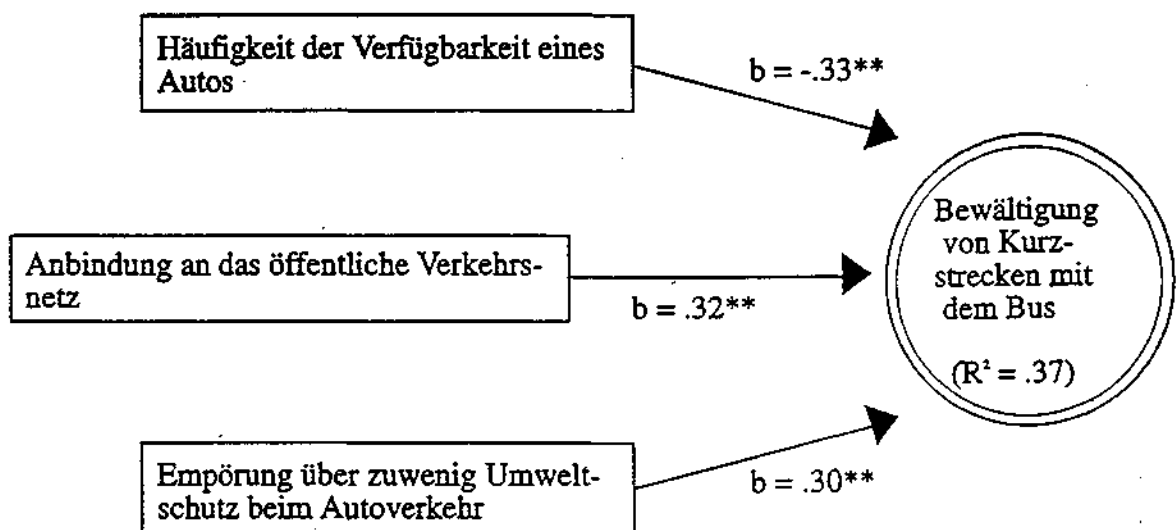 Häufigkeit der Verfügbarkeit eines
Autos
b = -.33**
Anbindung an das öffentliche Verkehrs-
netz
b = .32**
Bewältigung
von Kurz-
strecken mit
dem Bus
(R² = .37)
Empörung über zuwenig Umwelt-
schutz beim Autoverkehr
b = .30**